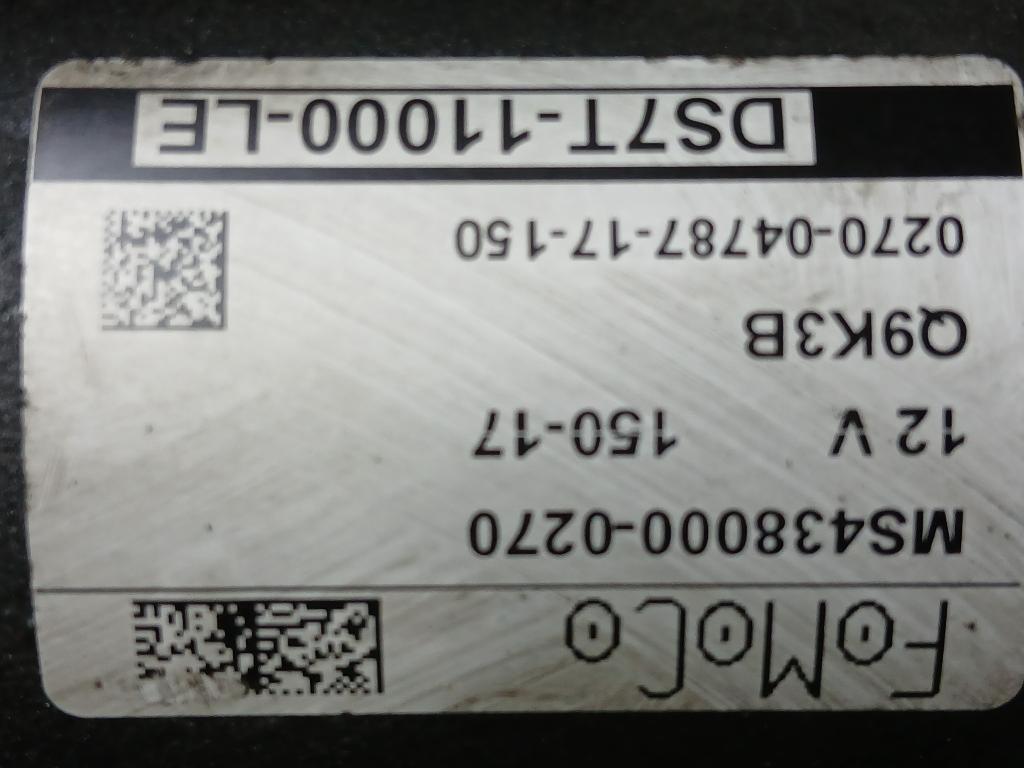 FoMoCo
MS438000-0270
12 V 150-17
Q9K3B
0270-04787-17-150
DS7T-11000-LE